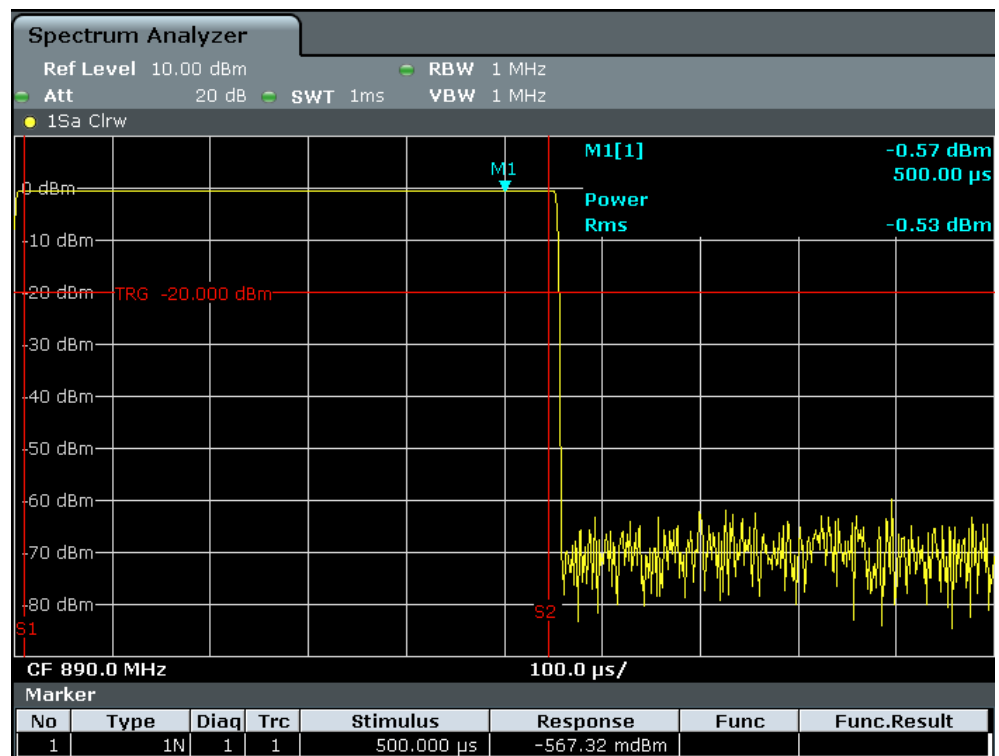 Spectrum Analyzer
Ref Level 10.00 dBm RBW 1 MHz
Att 20 dB SWT 1ms VBW 1 MHz
1Sa Clrw
M1[1] -0.57 dBm
500.00 µs
M1
0 dBm
Power
Rms -0.53 dBm
-10 dBm
-20 dBm TRG -20.000 dBm
-30 dBm
-40 dBm
-50 dBm
-60 dBm
-70 dBm
-80 dBm
S2
S1
CF 890.0 MHz 100.0 µs/
Marker
No Type Diag Trc Stimulus Response Func Func.Result
1 1N 1 1 500.000 µs -567.32 mdBm